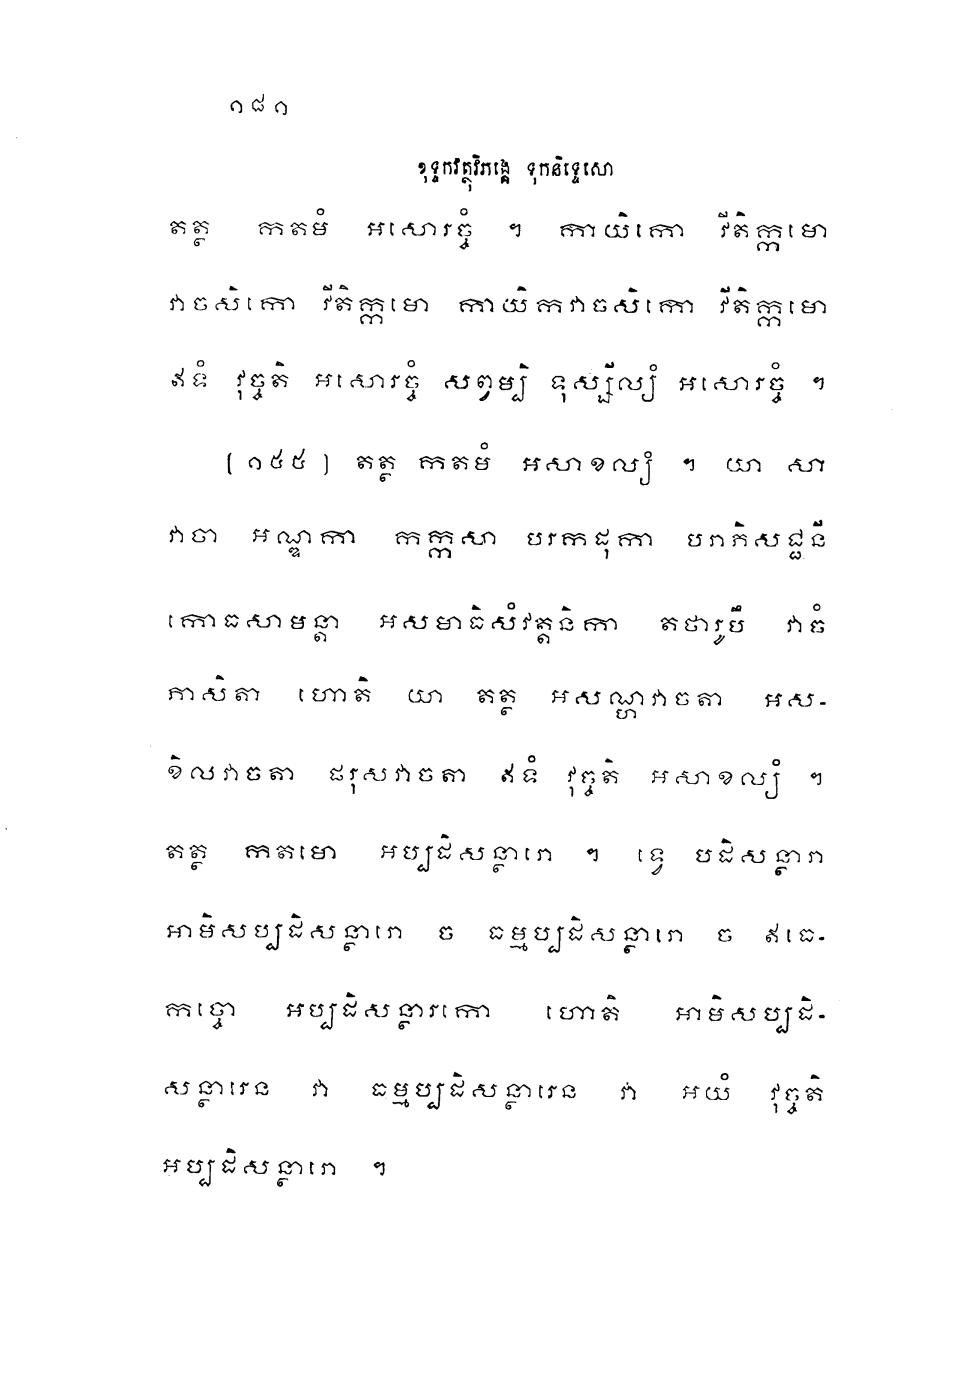 ១៨១
ខុទ្ទកវត្ថុវិភង្គេ ទុកនិទ្ទេសោ
តត្ថ កតមំ អសោរច្ចំ ។ កាយិកោ វីតិក្កមោ
វាចសិកោ វីតិក្កមោ កាយិកវាចសិកោ វីតិក្កមោ
ឥទំ វុច្ចតិ អសោរច្ចំ សព្វម្បិ ទុស្សីល្យំ អសោរច្ចំ ។
(១៥៥) តត្ថ កតមំ អសាខល្យំ ។ យា សា
វាចា អណ្ឌកា កក្កសា បរកដុកា បរាភិសជ្ជនី
កោធសាមន្តា អសមាធិសំវត្តនិកា តថារូបឹ វាចំ
ភាសិតា ហោតិ យា តត្ថ អសណ្ហវាចតា អស-
ខិលវាចតា ផរុសវាចតា ឥទំ វុច្ចតិ អសាខល្យំ ។
តត្ថ កតមោ អប្បដិសន្ថារោ ។ ទ្វេ បដិសន្ថារា
អាមិសប្បដិសន្ថារោ ច ធម្មប្បដិសន្ថារោ ច ឥធេ-
កច្ចោ អប្បដិសន្ថារកោ ហោតិ អាមិសប្បដិ-
សន្ថារេន វា ធម្មប្បដិសន្ថារេន វា អយំ វុច្ចតិ
អប្បដិសន្ថារោ ។